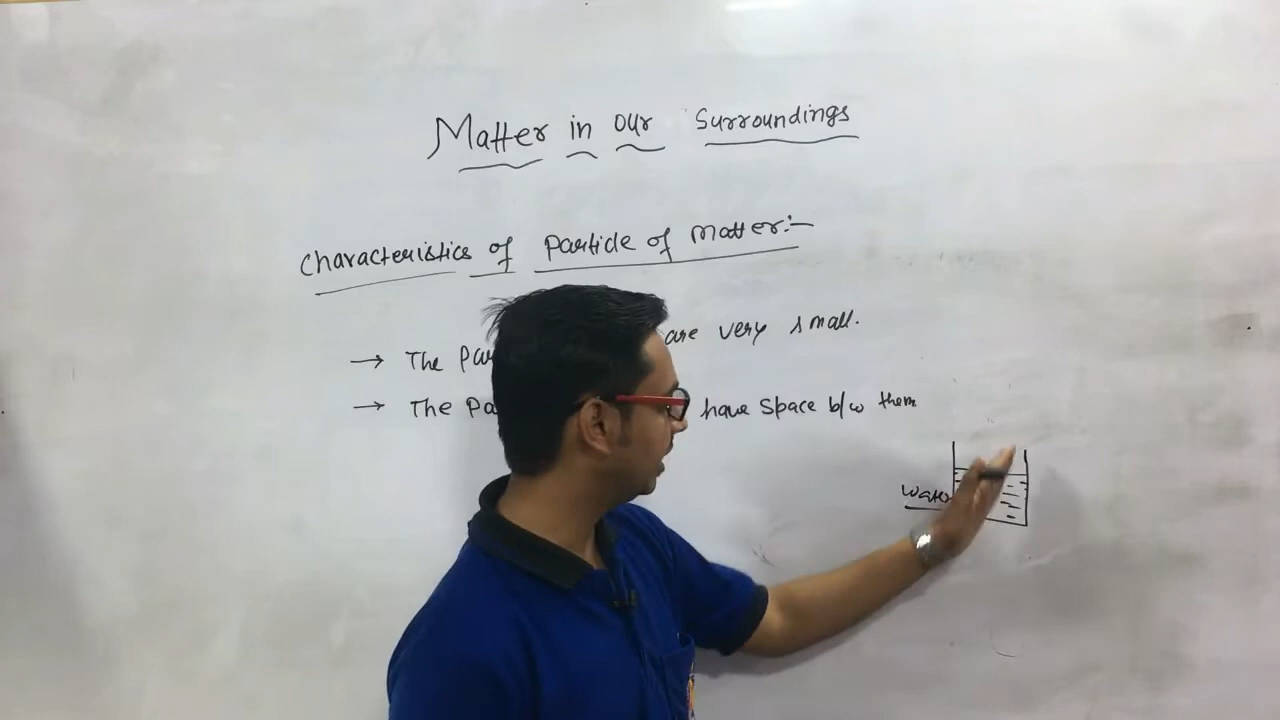 Matter in our Surroundings
Characteristics of Particle of matter:-
→ The Par are very small.
→ The Pa have Space b/w them
Water